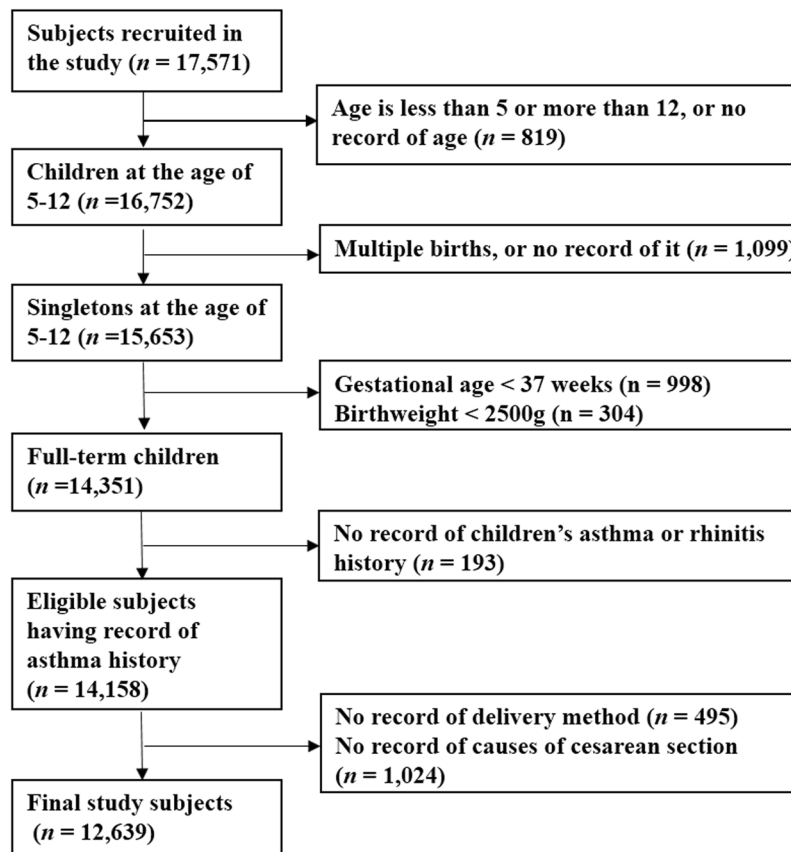 Subjects recruited in
the study (n = 17,571)
Age is less than 5 or more than 12, or no
record of age (n = 819)
Children at the age of
5-12 (n =16,752)
Multiple births, or no record of it (n = 1,099)
Singletons at the age of
5-12 (n =15,653)
Gestational age < 37 weeks (n = 998)
Birthweight < 2500g (n = 304)
Full-term children
(n =14,351)
No record of children’s asthma or rhinitis
history (n = 193)
Eligible subjects
having record of
asthma history
(n = 14,158)
No record of delivery method (n = 495)
No record of causes of cesarean section
(n = 1,024)
Final study subjects
(n = 12,639)